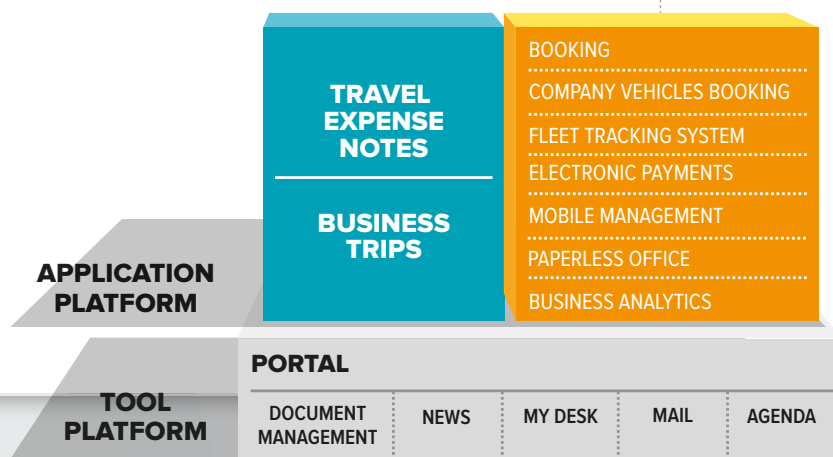 TRAVEL
EXPENSE
NOTES
BUSINESS
TRIPS
BOOKING
COMPANY VEHICLES BOOKING
FLEET TRACKING SYSTEM
ELECTRONIC PAYMENTS
MOBILE MANAGEMENT
PAPERLESS OFFICE
BUSINESS ANALYTICS
APPLICATION
PLATFORM
PORTAL
TOOL
PLATFORM
DOCUMENT
MANAGEMENT
NEWS
MY DESK
MAIL
AGENDA